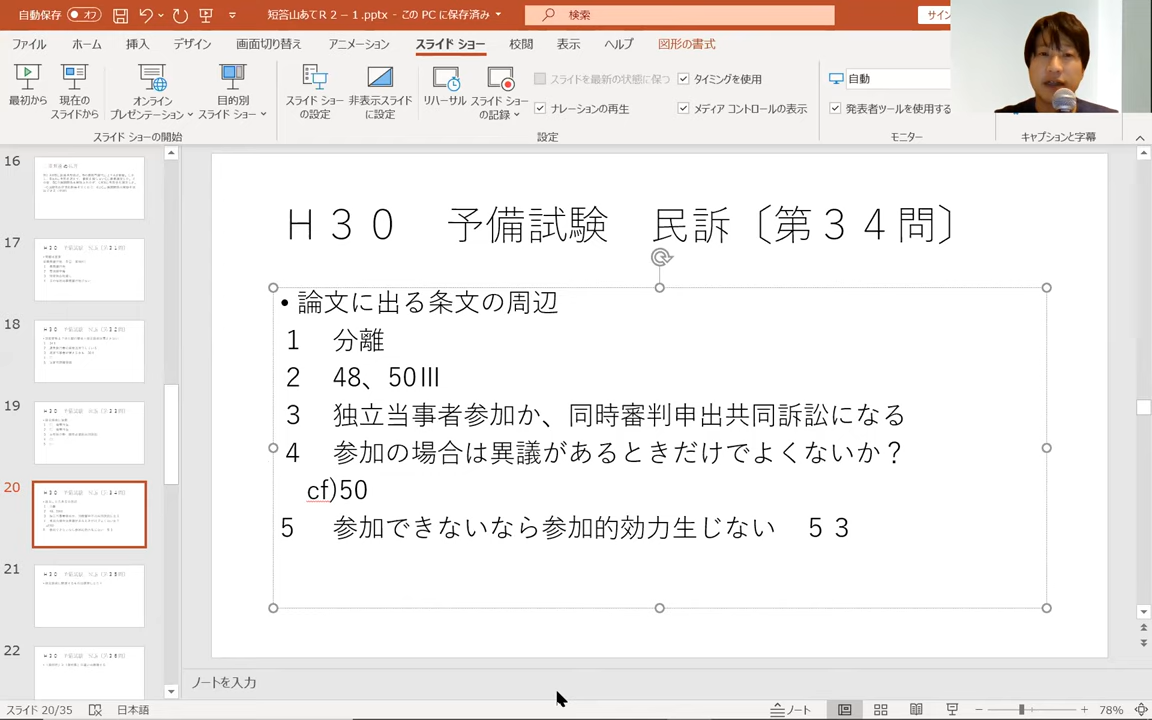 自動保存 オフ 短答山あてＲ２－１.pptx - この PC に保存済み 検索 サイン
ファイル ホーム 挿入 デザイン 画面切り替え アニメーション スライド ショー 校閲 表示 ヘルプ 図形の書式
最初から 現在の スライドから オンライン プレゼンテーション 目的別 スライド ショー スライド ショー の設定 非表示スライド に設定 リハーサル スライド ショー の記録
スライドを最新の状態に保つ タイミングを使用 自動
ナレーションの再生 メディア コントロールの表示 発表者ツールを使用する
スライド ショーの開始 設定 モニター キャプションと字幕
16
17
18
19
20
21
22
Ｈ３０　予備試験　民訴〔第３４問〕
• 論文に出る条文の周辺
1　分離
2　48、50Ⅲ
3　独立当事者参加か、同時審判申出共同訴訟になる
4　参加の場合は異議があるときだけでよくないか？
cf)50
5　参加できないなら参加的効力生じない　５３
ノートを入力
スライド 20/35 日本語 ノート 78%